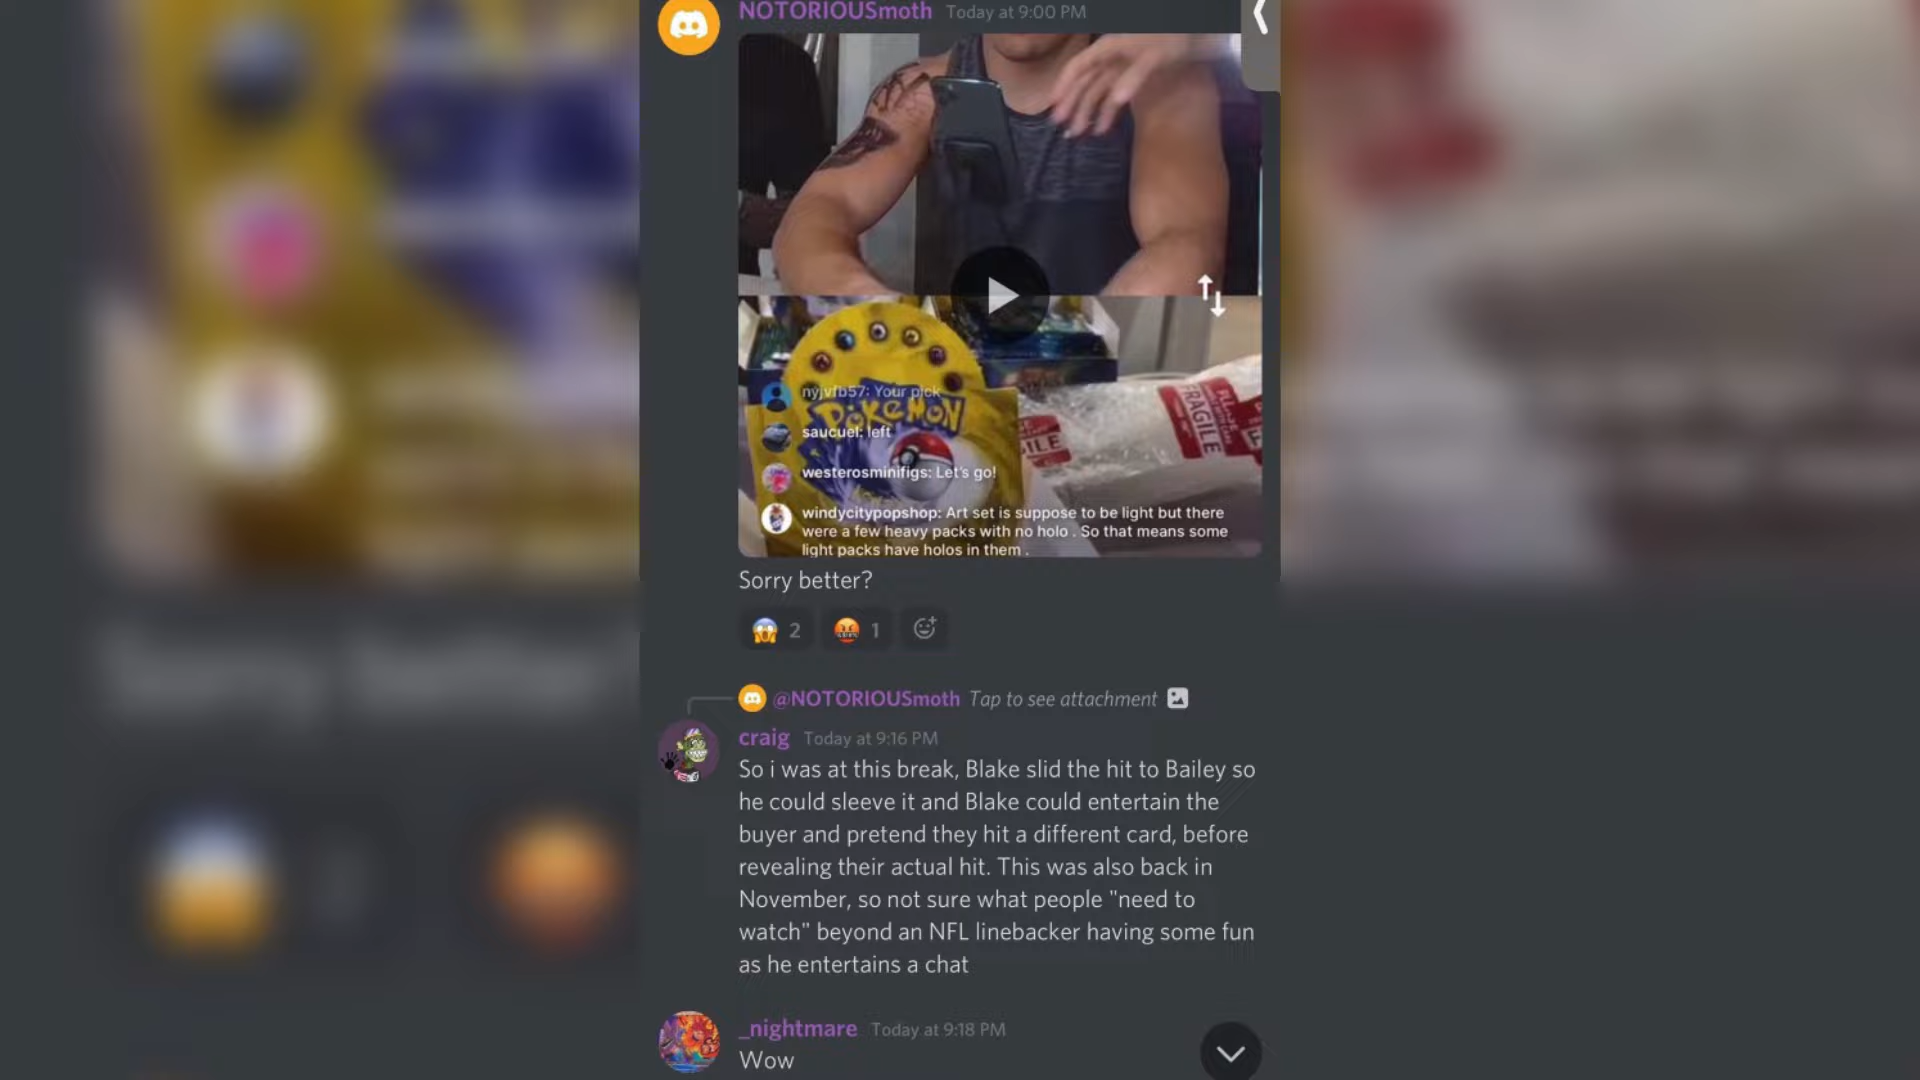 NOTORIOUSmoth Today at 9:00 PM
nyjvfb57: Your pick
POKéMON
saucuel: left
FRAGILE
westerosminifigs: Let's go!
windycitypopshop: Art set is suppose to be light but there
were a few heavy packs with no holo . So that means some
light packs have holos in them .
Sorry better?
2 1
@NOTORIOUSmoth Tap to see attachment
craig Today at 9:16 PM
So i was at this break, Blake slid the hit to Bailey so
he could sleeve it and Blake could entertain the
buyer and pretend they hit a different card, before
revealing their actual hit. This was also back in
November, so not sure what people "need to
watch" beyond an NFL linebacker having some fun
as he entertains a chat
_nightmare Today at 9:18 PM
Wow